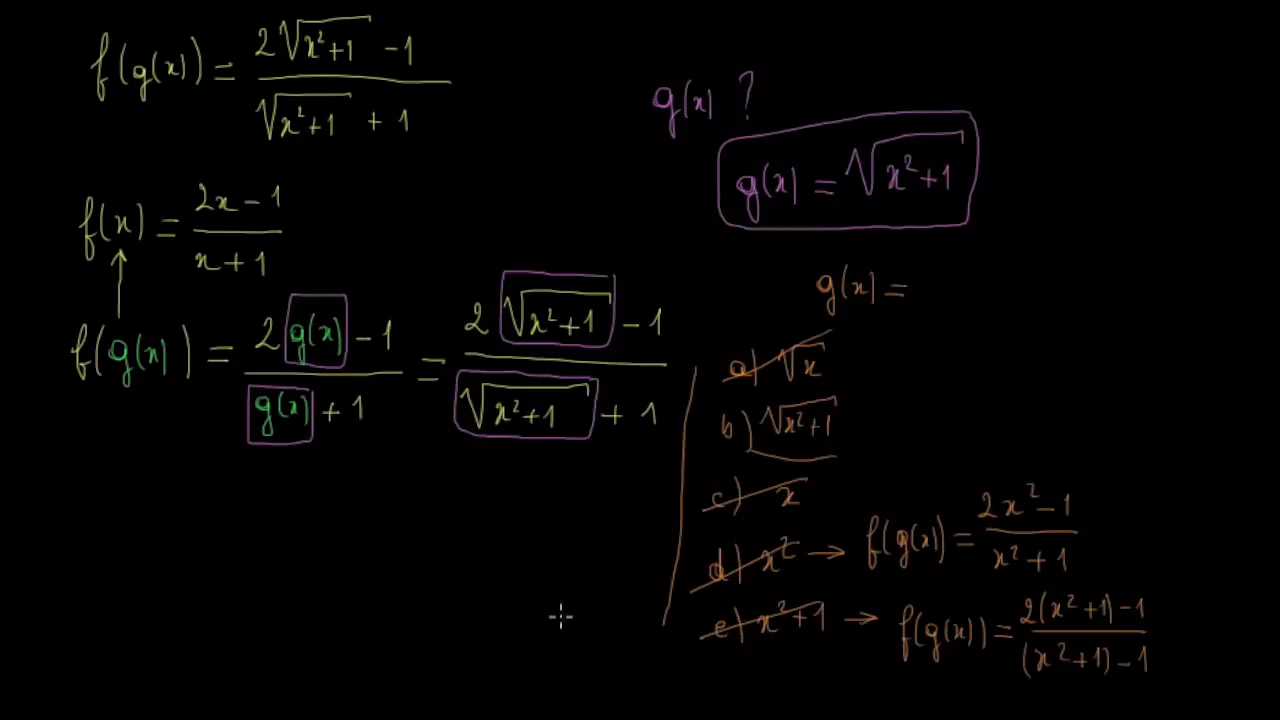 f(g(x)) = (2√(x²+1) - 1)/(√(x²+1) + 1)
g(x) ?
g(x) = √(x²+1)
f(x) = (2x - 1)/(x + 1)
f(g(x)) = (2 g(x) - 1)/(g(x) + 1) = (2 √(x²+1) - 1)/(√(x²+1) + 1)
g(x) =
a) √x
b) √(x²+1)
c) x
d) x² → f(g(x)) = (2x² - 1)/(x² + 1)
e) x²+1 → f(g(x)) = (2(x²+1) - 1)/((x²+1) - 1)